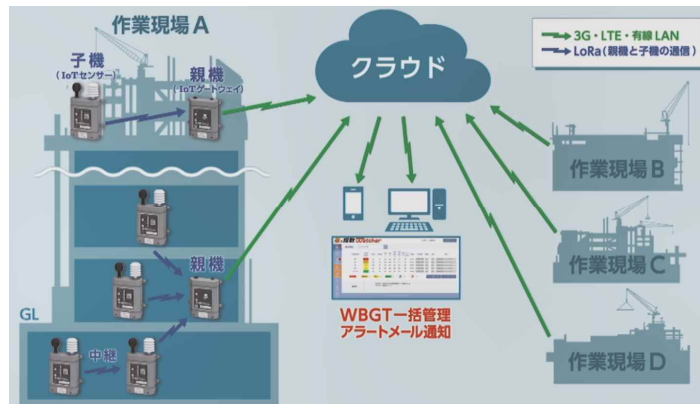 作業現場A
子機
(IoTセンサー)
親機
(IoTゲートウェイ)
クラウド
3G・LTE・有線LAN
LoRa(親機と子機の通信)
作業現場B
作業現場C
作業現場D
親機
GL
中継
WBGT一括管理
アラートメール通知